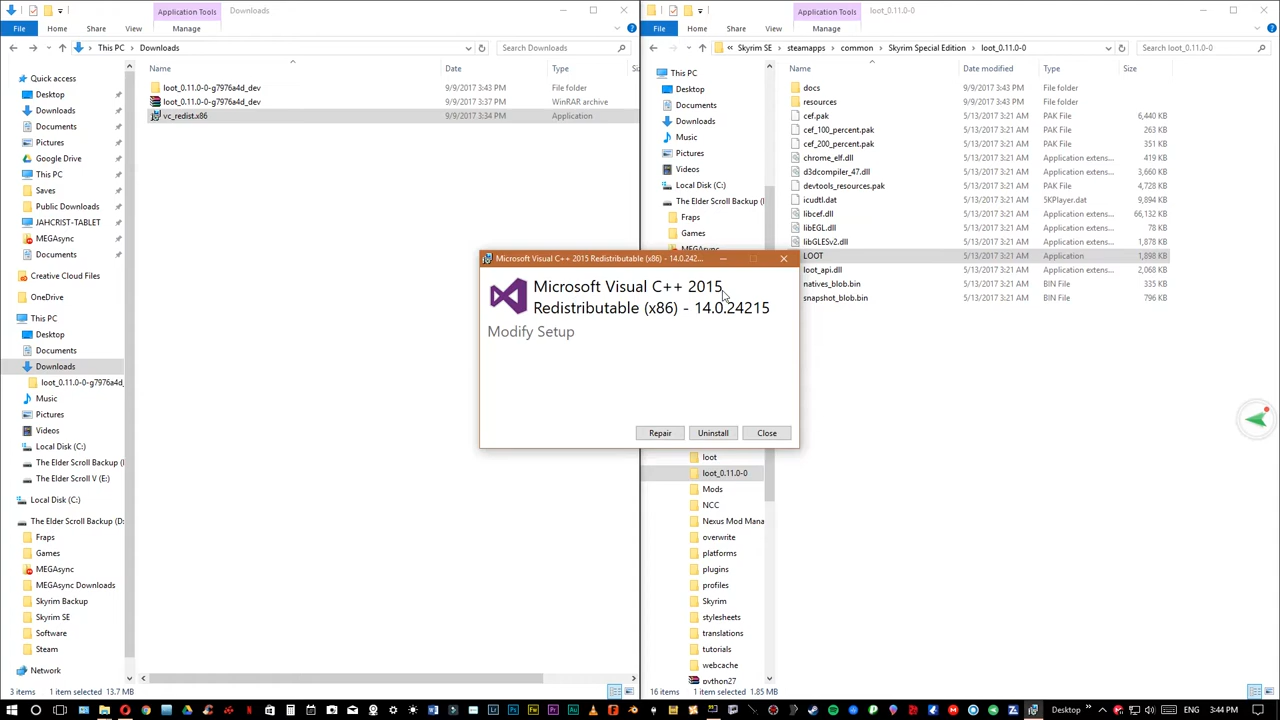 Application Tools
Downloads
File
Home
Share
View
Manage
This PC
Downloads
Search Downloads
Name
Date
Type
Quick access
Desktop
Downloads
Documents
Pictures
Google Drive
This PC
Saves
Public Downloads
JAHCRIST-TABLET
MEGAsync
Documents
Creative Cloud Files
OneDrive
This PC
Desktop
Documents
Downloads
loot_0.11.0-0-g7976a4d_
Music
Pictures
Videos
Local Disk (C:)
The Elder Scroll Backup (
The Elder Scroll V (E:)
Local Disk (C:)
The Elder Scroll Backup (D:
Fraps
Games
MEGAsync
MEGAsync Downloads
Skyrim Backup
Skyrim SE
Software
Steam
Network
loot_0.11.0-0-g7976a4d_dev 9/9/2017 3:43 PM File folder
loot_0.11.0-0-g7976a4d_dev 9/9/2017 3:43 PM WinRAR archive
vc_redist.x86 9/9/2017 3:34 PM Application
3 items 1 item selected 13.7 MB
Application Tools
loot_0.11.0-0
File
Home
Share
View
Manage
« Skyrim SE
steamapps
common
Skyrim Special Edition
loot_0.11.0-0
Search loot_0.11.0-0
Name
Date modified
Type
Size
This PC
Desktop
Documents
Downloads
Music
Pictures
Videos
Local Disk (C:)
The Elder Scroll Backup (
Fraps
Games
MEGAsync
loot
loot_0.11.0-0
Mods
NCC
Nexus Mod Mana
overwrite
platforms
plugins
profiles
Skyrim
stylesheets
translations
tutorials
webcache
python27
docs 9/9/2017 3:43 PM File folder
resources 9/9/2017 3:43 PM File folder
cef.pak 5/13/2017 3:21 AM PAK File 6,440 KB
cef_100_percent.pak 5/13/2017 3:21 AM PAK File 263 KB
cef_200_percent.pak 5/13/2017 3:21 AM PAK File 351 KB
chrome_elf.dll 5/13/2017 3:21 AM Application extens... 419 KB
d3dcompiler_47.dll 5/13/2017 3:21 AM Application extens... 3,660 KB
devtools_resources.pak 5/13/2017 3:21 AM PAK File 4,728 KB
icudtl.dat 5/13/2017 3:21 AM 5KPlayer.dat 9,894 KB
libcef.dll 5/13/2017 3:21 AM Application extens... 66,132 KB
libEGL.dll 5/13/2017 3:21 AM Application extens... 78 KB
libGLESv2.dll 5/13/2017 3:21 AM Application extens... 1,878 KB
LOOT 5/13/2017 3:21 AM Application 1,898 KB
loot_api.dll 5/13/2017 3:21 AM Application extens... 2,068 KB
natives_blob.bin 5/13/2017 3:21 AM BIN File 335 KB
snapshot_blob.bin 5/13/2017 3:21 AM BIN File 796 KB
16 items 1 item selected 1.85 MB
Microsoft Visual C++ 2015 Redistributable (x86) - 14.0.242...
Microsoft Visual C++ 2015
Redistributable (x86) - 14.0.24215
Modify Setup
Repair
Uninstall
Close
Desktop
3:44 PM